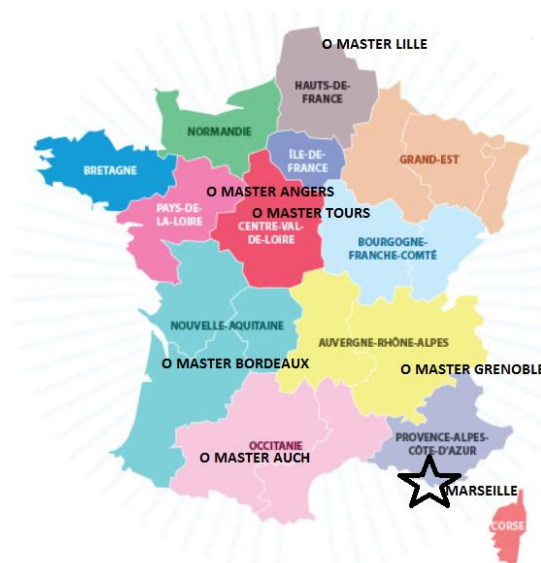 O MASTER LILLE
HAUTS-DE-
FRANCE
NORMANDIE
ÎLE-DE-
FRANCE
GRAND-EST
BRETAGNE
O MASTER ANGERS
PAYS-DE-
LA-LOIRE
O MASTER TOURS
CENTRE-VAL-
DE-LOIRE
BOURGOGNE-
FRANCHE-COMTÉ
NOUVELLE-AQUITAINE
AUVERGNE-RHÔNE-ALPES
O MASTER BORDEAUX
O MASTER GRENOBLE
OCCITANIE
O MASTER AUCH
PROVENCE-ALPES-
CÔTE-D'AZUR
MARSEILLE
CORSE